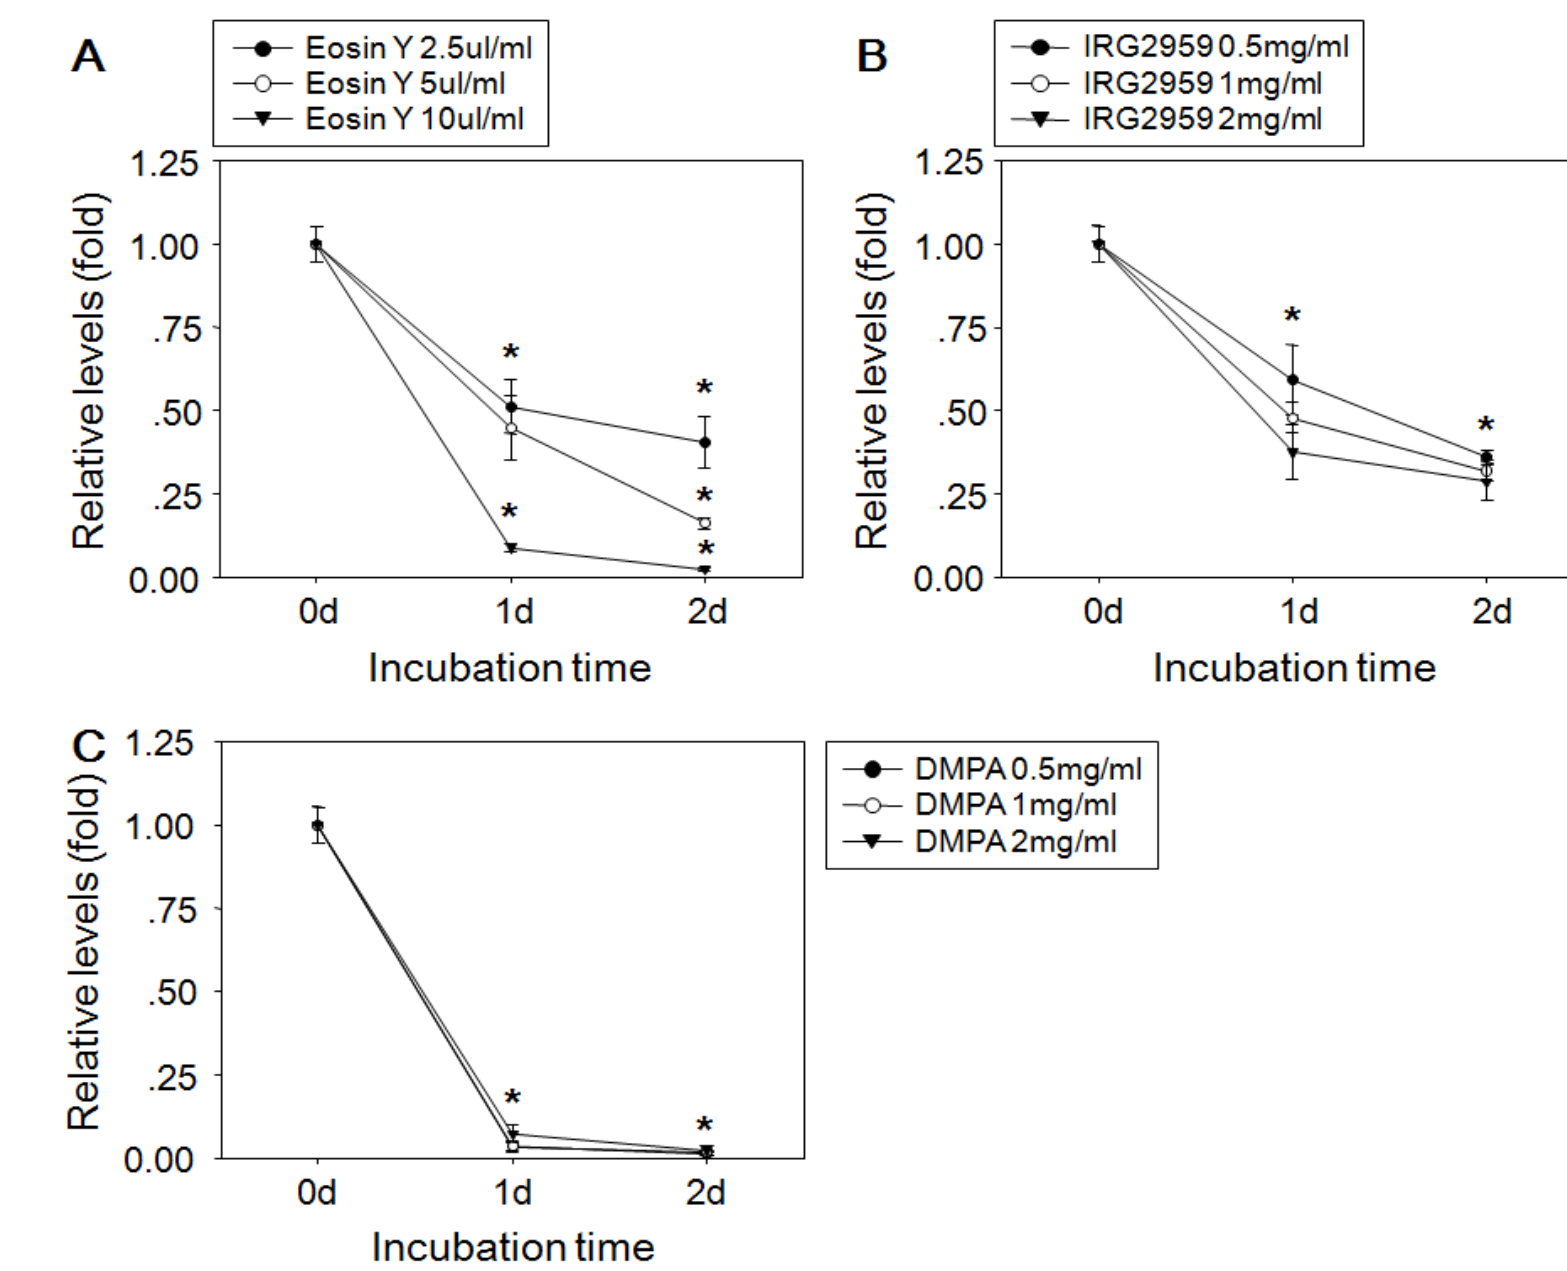 A
Eosin Y 2.5ul/ml
Eosin Y 5ul/ml
Eosin Y 10ul/ml
1.25
1.00
.75
.50
.25
0.00
Relative levels (fold)
*
*
*
*
*
0d 1d 2d
Incubation time
B
IRG2959 0.5mg/ml
IRG2959 1mg/ml
IRG2959 2mg/ml
1.25
1.00
.75
.50
.25
0.00
Relative levels (fold)
*
*
0d 1d 2d
Incubation time
C
1.25
1.00
.75
.50
.25
0.00
Relative levels (fold)
*
*
0d 1d 2d
Incubation time
DMPA 0.5mg/ml
DMPA 1mg/ml
DMPA 2mg/ml